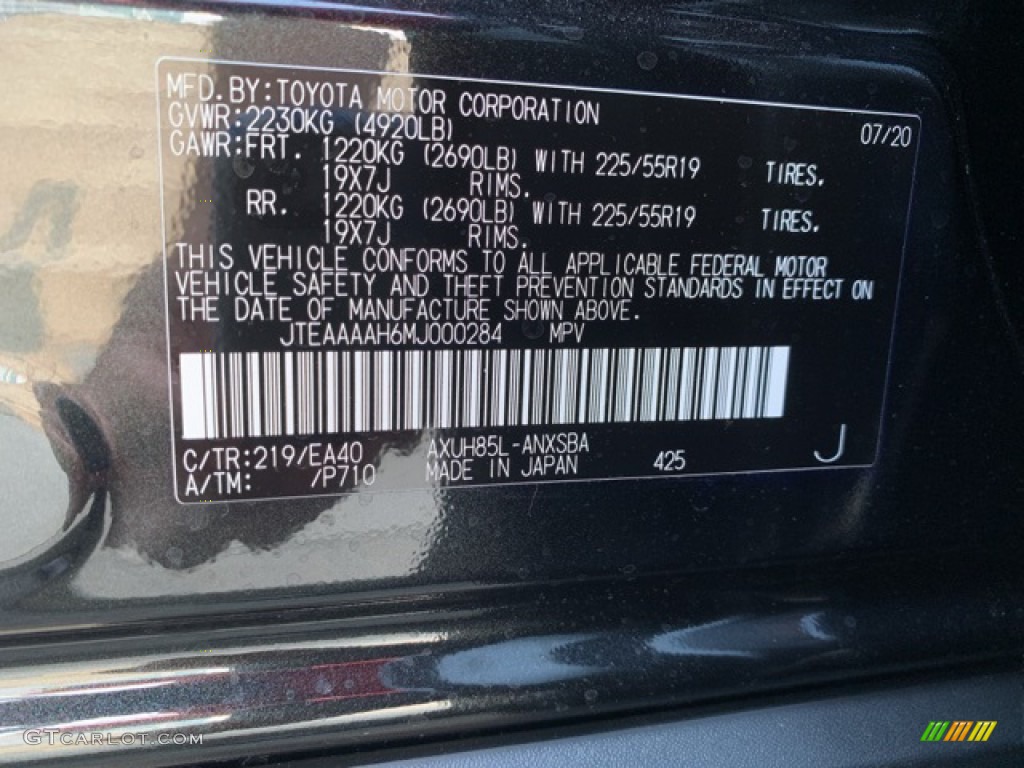 MFD.BY:TOYOTA MOTOR CORPORATION 07/20
GVWR:2230KG (4920LB)
GAWR:FRT. 1220KG (2690LB) WITH 225/55R19 TIRES.
19X7J RIMS.
RR. 1220KG (2690LB) WITH 225/55R19 TIRES.
19X7J RIMS.
THIS VEHICLE CONFORMS TO ALL APPLICABLE FEDERAL MOTOR
VEHICLE SAFETY AND THEFT PREVENTION STANDARDS IN EFFECT ON
THE DATE OF MANUFACTURE SHOWN ABOVE.
JTEAAAAH6MJ000284 MPV
C/TR:219/EA40 AXUH85L-ANXSBA
A/TM: /P710 MADE IN JAPAN 425 J
GTCARLOT.COM